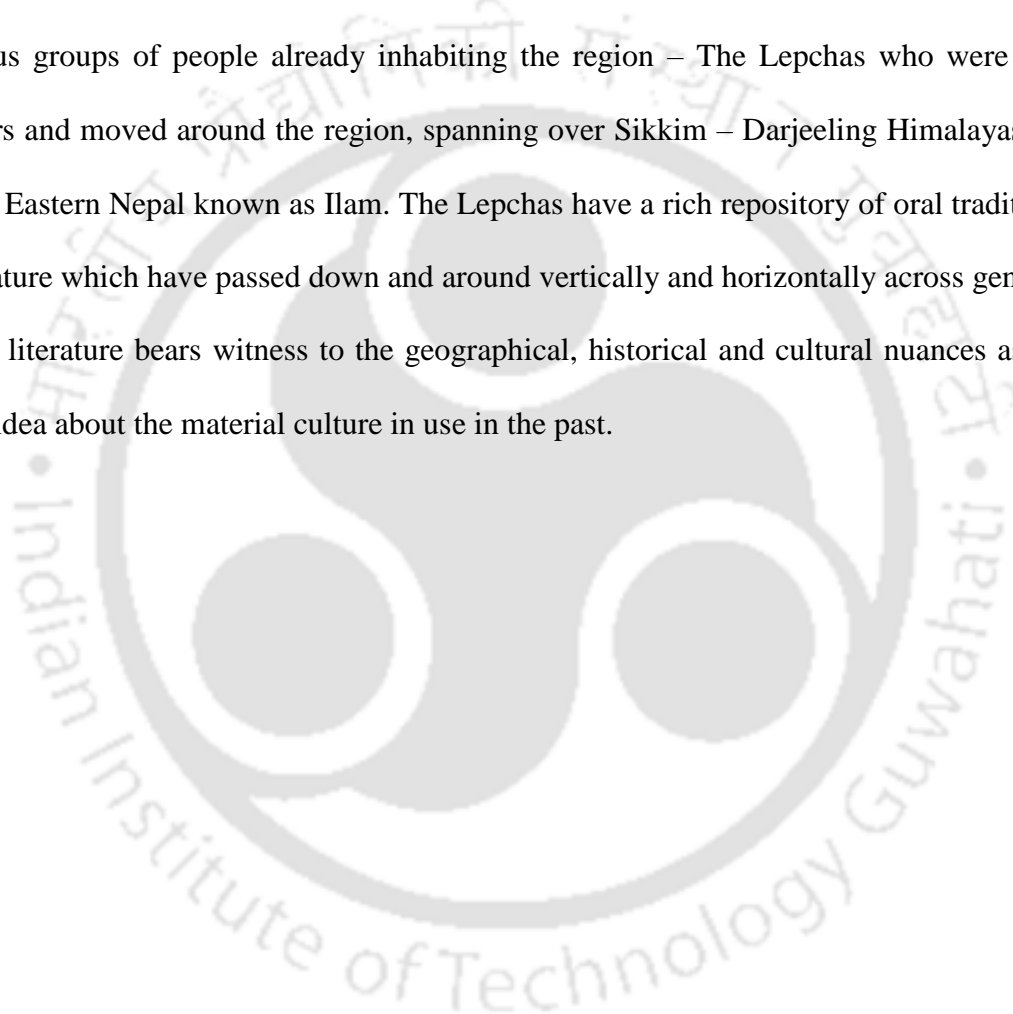 us groups of people already inhabiting the region – The Lepchas who were
rs and moved around the region, spanning over Sikkim – Darjeeling Himalayas
Eastern Nepal known as Ilam. The Lepchas have a rich repository of oral tradit
ature which have passed down and around vertically and horizontally across gen
literature bears witness to the geographical, historical and cultural nuances as
idea about the material culture in use in the past.
Indian Institute of Technology Guwahati